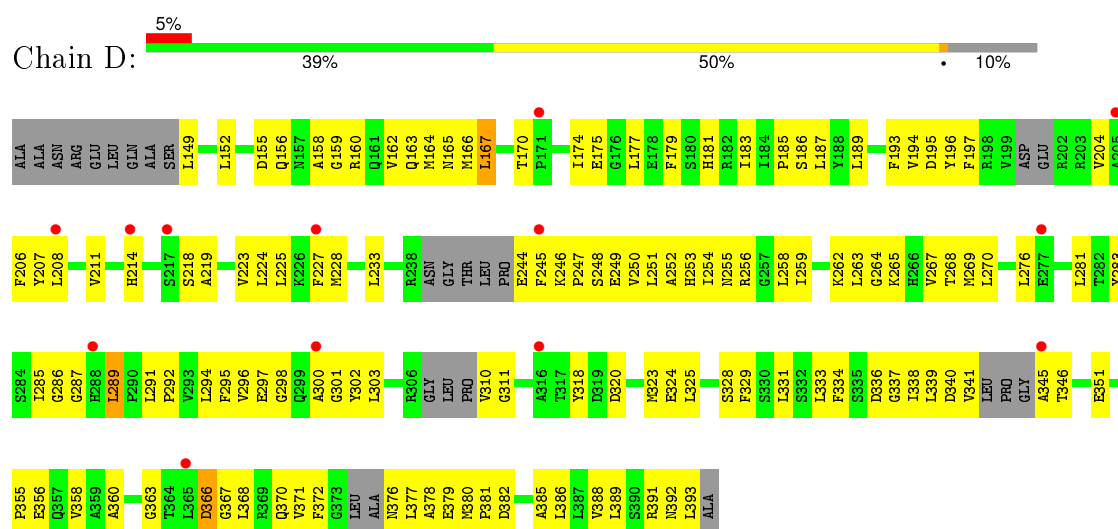 5%
Chain D:
39% 50% • 10%
ALA ALA ASN ARG GLU LEU GLN ALA SER L149 L152 D155 Q156 N157 A158 G159 R160 Q161 V162 Q163 M164 N165 M166 L167 T170 P171 I174 E175 G176 L177 E178 F179 S180 H181 R182 I183 I184 P185 S186 L187 Y188 L189 F193 V194 D195 Y196 F197 R198 V199 ASP GLU R202 R203 V204 A205
F206 Y207 L208 V211 H214 S217 S218 A219 V223 L224 L225 K226 F227 M228 L233 R238 ASN GLY THR LEU PRO E244 F245 K246 P247 S248 E249 V250 L251 A252 H253 I254 N255 R256 G257 L258 I259 K262 L263 G264 K265 H266 V267 T268 M269 L270 L276 E277 L281 T282 Y283
S284 I285 G286 G287 H288 L289 P290 L291 P292 V293 L294 F295 V296 E297 G298 Q299 A300 G301 Y302 L303 R306 GLY LEU PRO V310 G311 A316 T317 Y318 D319 D320 M323 E324 L325 S328 F329 S330 L331 S332 L333 F334 S335 D336 G337 I338 L339 D340 V341 LEU PRO GLY A345 T346 E351
P355 E356 Q357 V358 A359 A360 G363 T364 L365 D366 G367 L368 R369 Q370 V371 F372 G373 LEU ALA N376 L377 A378 E379 M380 P381 D382 A385 L386 L387 V388 L389 S390 R391 N392 L393 ALA